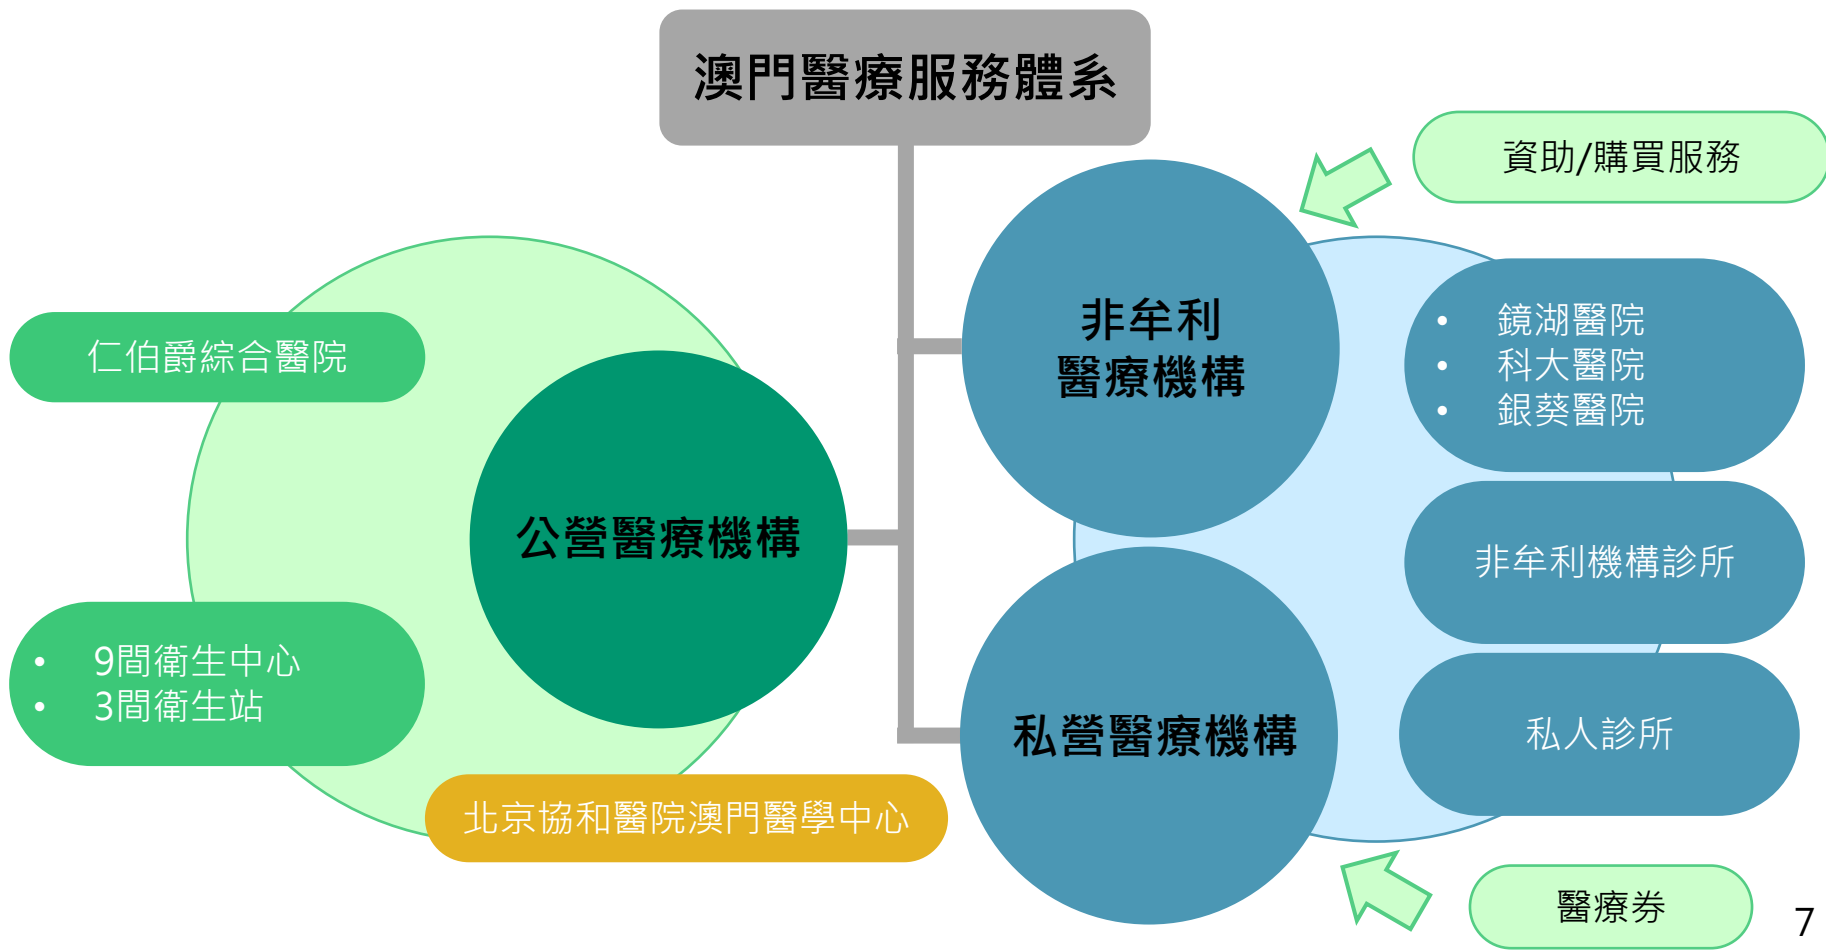 澳門醫療服務體系
資助/購買服務
非牟利
醫療機構
• 鏡湖醫院
• 科大醫院
• 銀葵醫院
仁伯爵綜合醫院
公營醫療機構
非牟利機構診所
• 9間衛生中心
• 3間衛生站
私營醫療機構
私人診所
北京協和醫院澳門醫學中心
醫療券
7